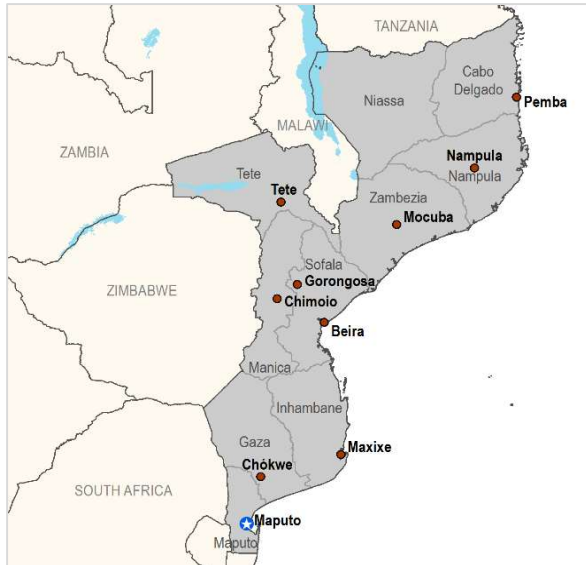 TANZANIA
Cabo
Delgado
Niassa
Pemba
MALAWI
ZAMBIA
Nampula
Nampula
Tete
Tete
Zambezia
Mocuba
Sofala
Gorongosa
ZIMBABWE
Chimoio
Beira
Manica
Inhambane
Gaza
Maxixe
Chókwe
SOUTH AFRICA
Maputo
Maputo